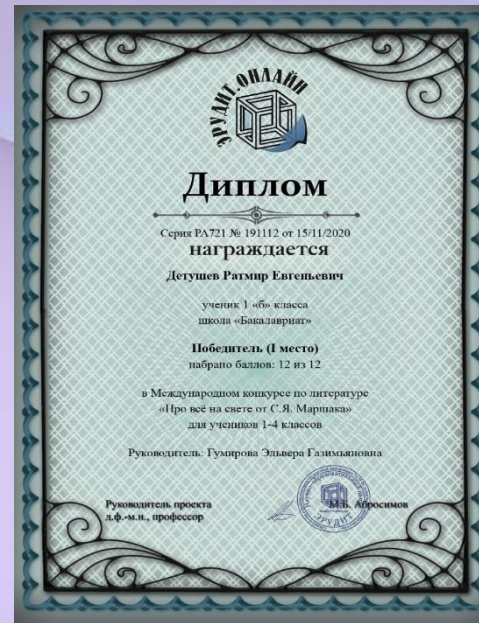 ЭРУДИТ.ОНЛАЙН
Диплом
Серия РА721 № 191112 от 15/11/2020
награждается
Детушев Ратмир Евгеньевич
ученик 1 «б» класса
школа «Бакалавриат»
Победитель (I место)
набрано баллов: 12 из 12
в Международном конкурсе по литературе
«Про всё на свете от С.Я. Маршака»
для учеников 1-4 классов
Руководитель: Гумирова Эльвера Газимьяновна
Руководитель проекта
д.ф.-м.н., профессор
М.Б. Абросимов
ЭРУДИТ